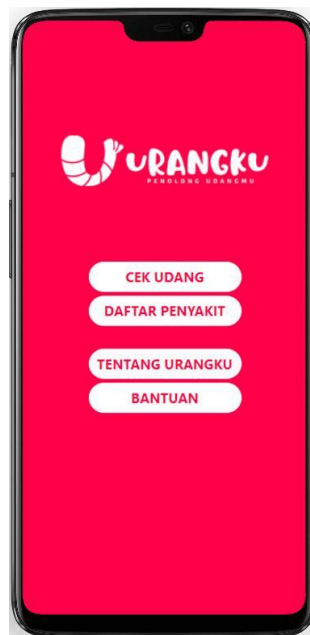 URANGKU
PENOLONG UDANGMU
CEK UDANG
DAFTAR PENYAKIT
TENTANG URANGKU
BANTUAN